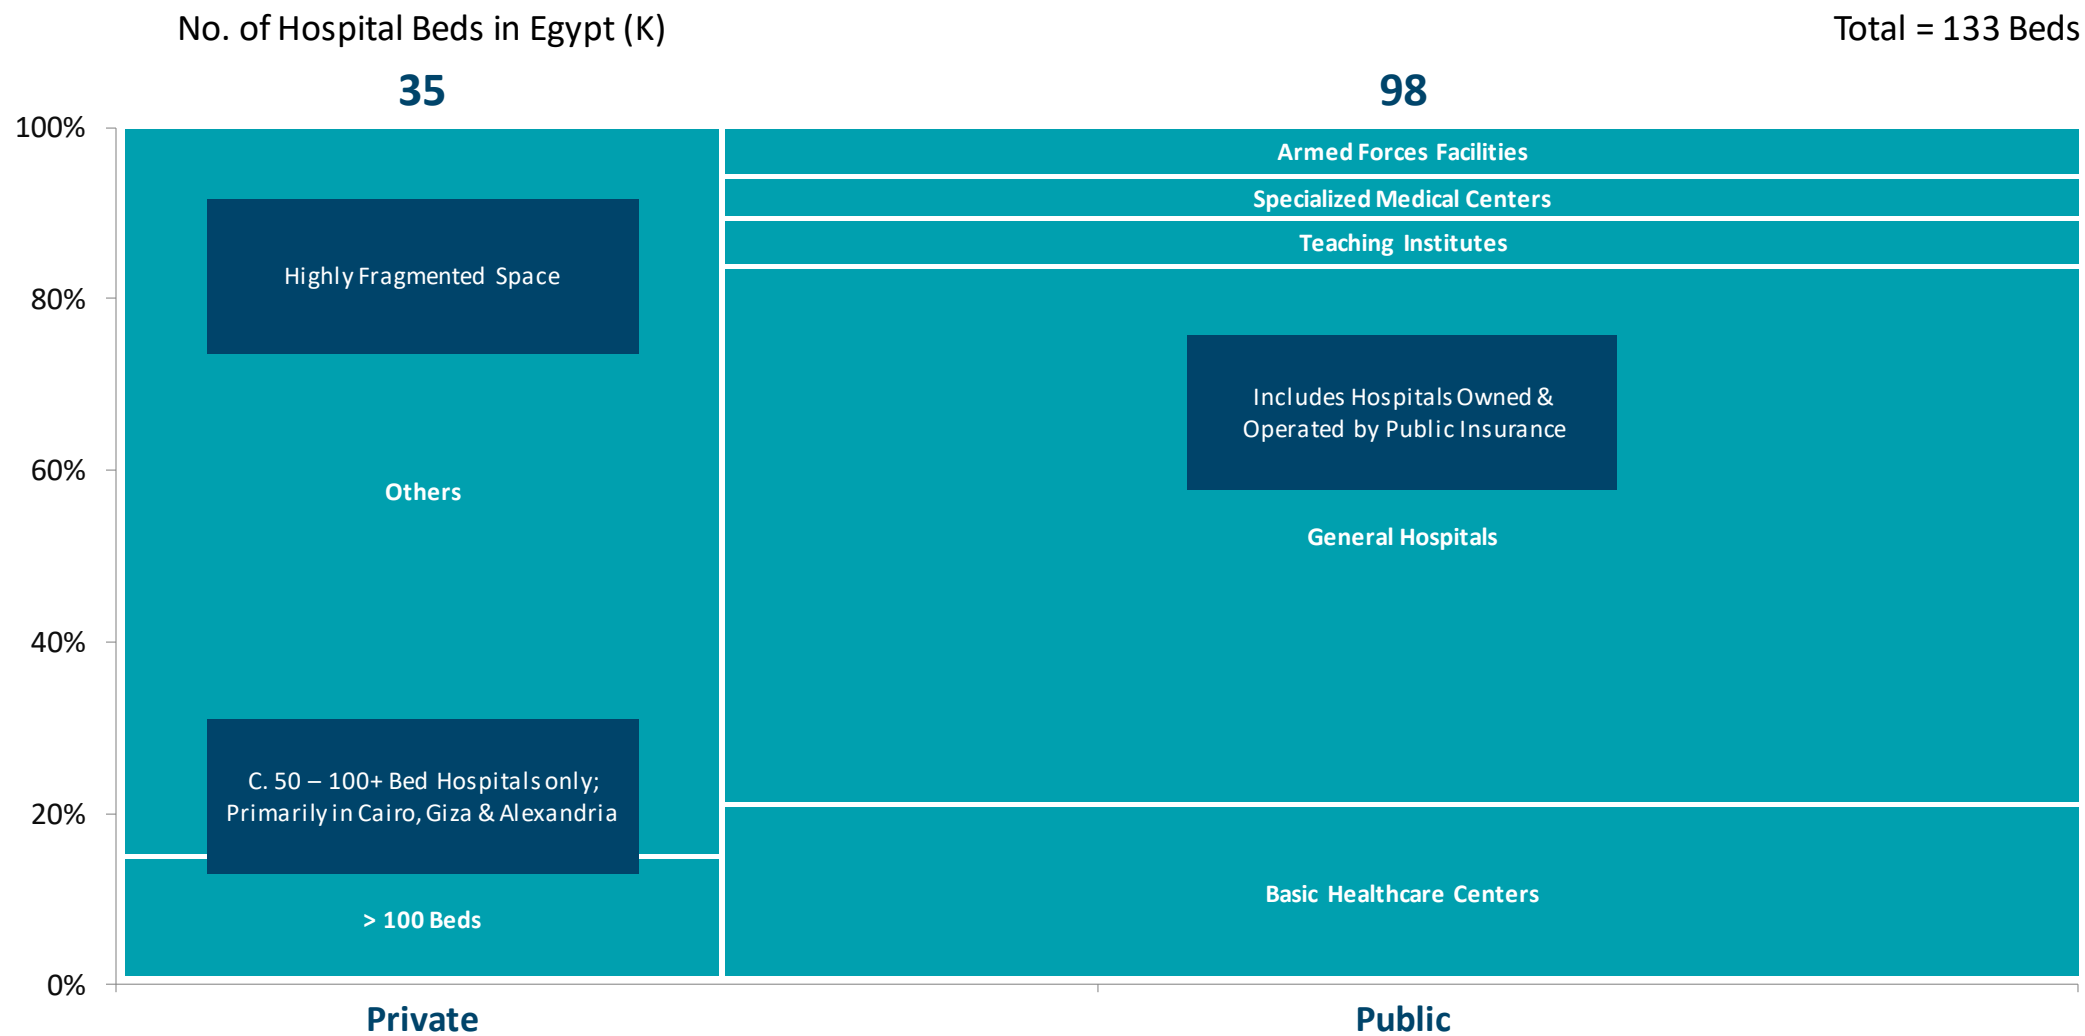 No. of Hospital Beds in Egypt (K)
Total = 133 Beds
35
98
100%
80%
60%
40%
20%
0%
Highly Fragmented Space
Others
C. 50 – 100+ Bed Hospitals only;
Primarily in Cairo, Giza & Alexandria
> 100 Beds
Armed Forces Facilities
Specialized Medical Centers
Teaching Institutes
Includes Hospitals Owned &
Operated by Public Insurance
General Hospitals
Basic Healthcare Centers
Private
Public